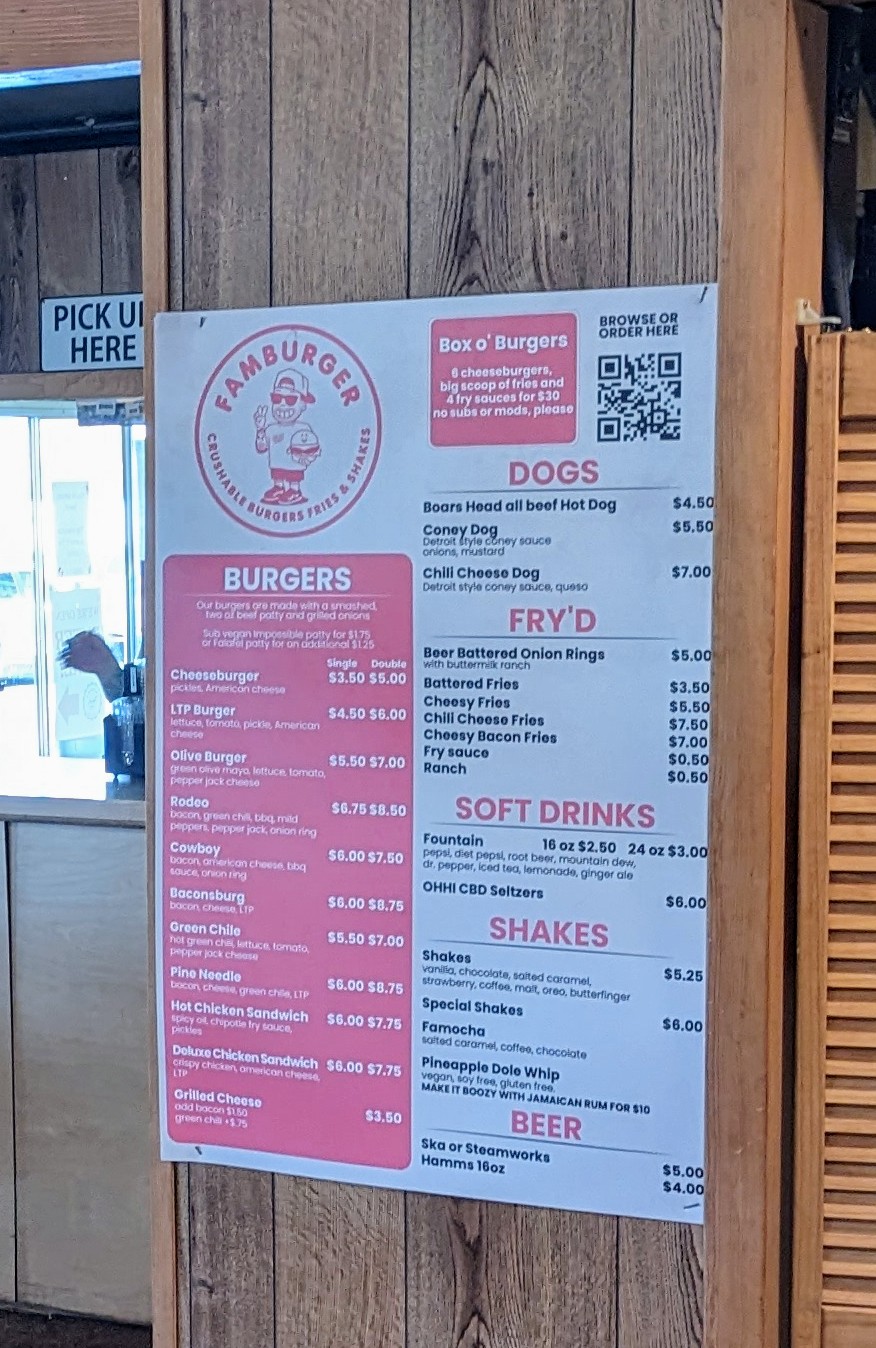 PICK U
HERE
FAMBURGER
CRUSHABLE BURGERS FRIES & SHAKES
Box o' Burgers
6 cheeseburgers,
big scoop of fries and
4 fry sauces for $30
no subs or mods, please
BROWSE OR
ORDER HERE
BURGERS
Our burgers are made with a smashed,
two oz beef patty and grilled onions
Sub vegan Impossible patty for $1.75
or Falafel patty for an additional $1.25
Single Double
Cheeseburger $3.50 $5.00
pickles, American cheese
LTP Burger $4.50 $6.00
lettuce, tomato, pickle, American
cheese
Olive Burger $5.50 $7.00
green olive mayo, lettuce, tomato,
pepper jack cheese
Rodeo $6.75 $8.50
bacon, green chili, bbq, mild
peppers, pepper jack, onion ring
Cowboy $6.00 $7.50
bacon, american cheese, bbq
sauce, onion ring
Baconsburg $6.00 $8.75
bacon, cheese, LTP
Green Chile $5.50 $7.00
hot green chili, lettuce, tomato,
pepper jack cheese
Pine Needle $6.00 $8.75
bacon, cheese, green chile, LTP
Hot Chicken Sandwich $6.00 $7.75
spicy oil, chipotle fry sauce,
pickles
Deluxe Chicken Sandwich $6.00 $7.75
crispy chicken, american cheese,
LTP
Grilled Cheese $3.50
add bacon $1.50
green chili +$.75
DOGS
Boars Head all beef Hot Dog $4.50
Coney Dog $5.50
Detroit style coney sauce
onions, mustard
Chili Cheese Dog $7.00
Detroit style coney sauce, queso
FRY'D
Beer Battered Onion Rings $5.00
with buttermilk ranch
Battered Fries $3.50
Cheesy Fries $5.50
Chili Cheese Fries $7.50
Cheesy Bacon Fries $7.00
Fry sauce $0.50
Ranch $0.50
SOFT DRINKS
Fountain 16 oz $2.50 24 oz $3.00
pepsi, diet pepsi, root beer, mountain dew,
dr. pepper, iced tea, lemonade, ginger ale
OHHI CBD Seltzers $6.00
SHAKES
Shakes $5.25
vanilla, chocolate, salted caramel,
strawberry, coffee, malt, oreo, butterfinger
Special Shakes $6.00
Famocha
salted caramel, coffee, chocolate
Pineapple Dole Whip
vegan, soy free, gluten free.
MAKE IT BOOZY WITH JAMAICAN RUM FOR $10
BEER
Ska or Steamworks $5.00
Hamms 16oz $4.00